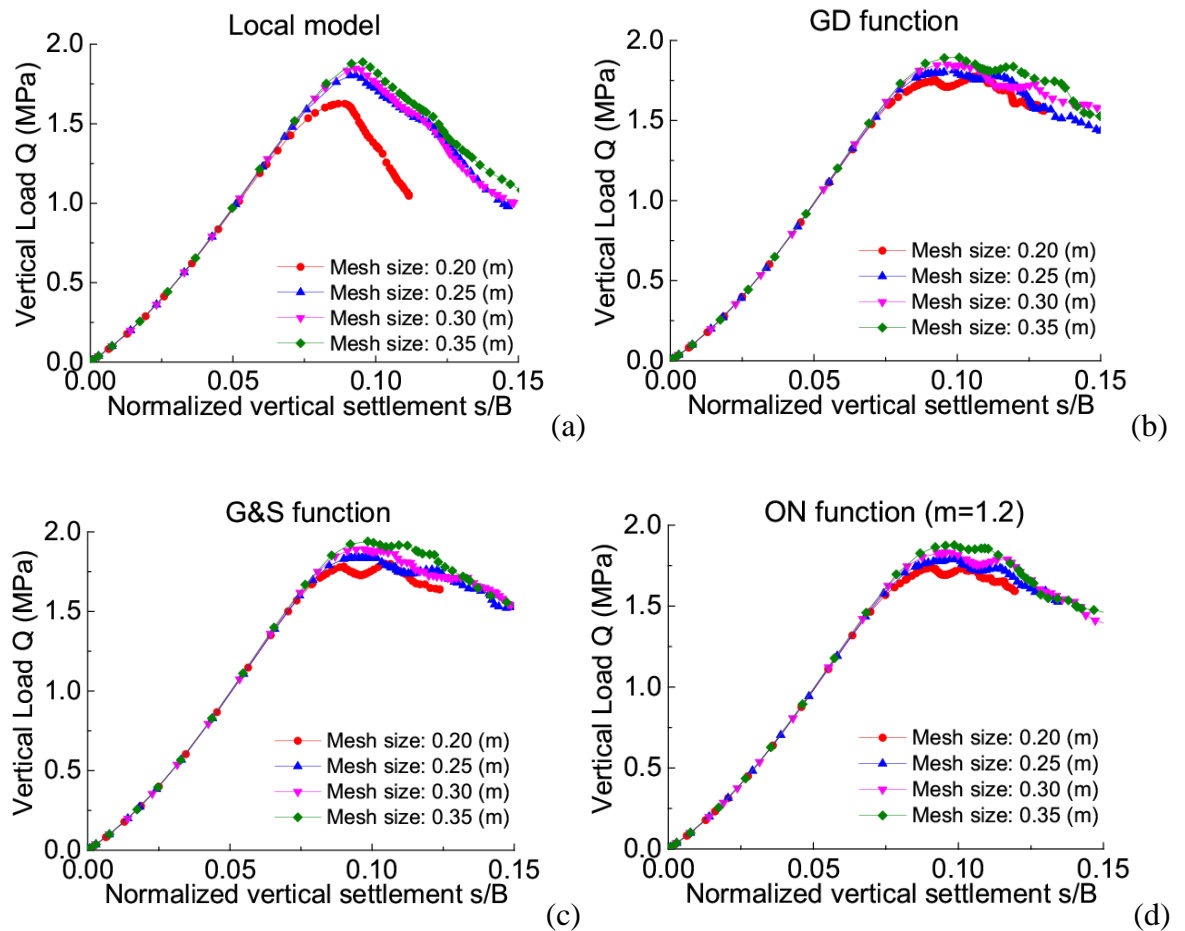 Local model
Vertical Load Q (MPa)
2.0
1.5
1.0
0.5
0.0
Mesh size: 0.20 (m)
Mesh size: 0.25 (m)
Mesh size: 0.30 (m)
Mesh size: 0.35 (m)
0.00 0.05 0.10 0.15
Normalized vertical settlement s/B
(a)
GD function
Vertical Load Q (MPa)
2.0
1.5
1.0
0.5
0.0
Mesh size: 0.20 (m)
Mesh size: 0.25 (m)
Mesh size: 0.30 (m)
Mesh size: 0.35 (m)
0.00 0.05 0.10 0.15
Normalized vertical settlement s/B
(b)
G&S function
Vertical Load Q (MPa)
2.0
1.5
1.0
0.5
0.0
Mesh size: 0.20 (m)
Mesh size: 0.25 (m)
Mesh size: 0.30 (m)
Mesh size: 0.35 (m)
0.00 0.05 0.10 0.15
Normalized vertical settlement s/B
(c)
ON function (m=1.2)
Vertical Load Q (MPa)
2.0
1.5
1.0
0.5
0.0
Mesh size: 0.20 (m)
Mesh size: 0.25 (m)
Mesh size: 0.30 (m)
Mesh size: 0.35 (m)
0.00 0.05 0.10 0.15
Normalized vertical settlement s/B
(d)